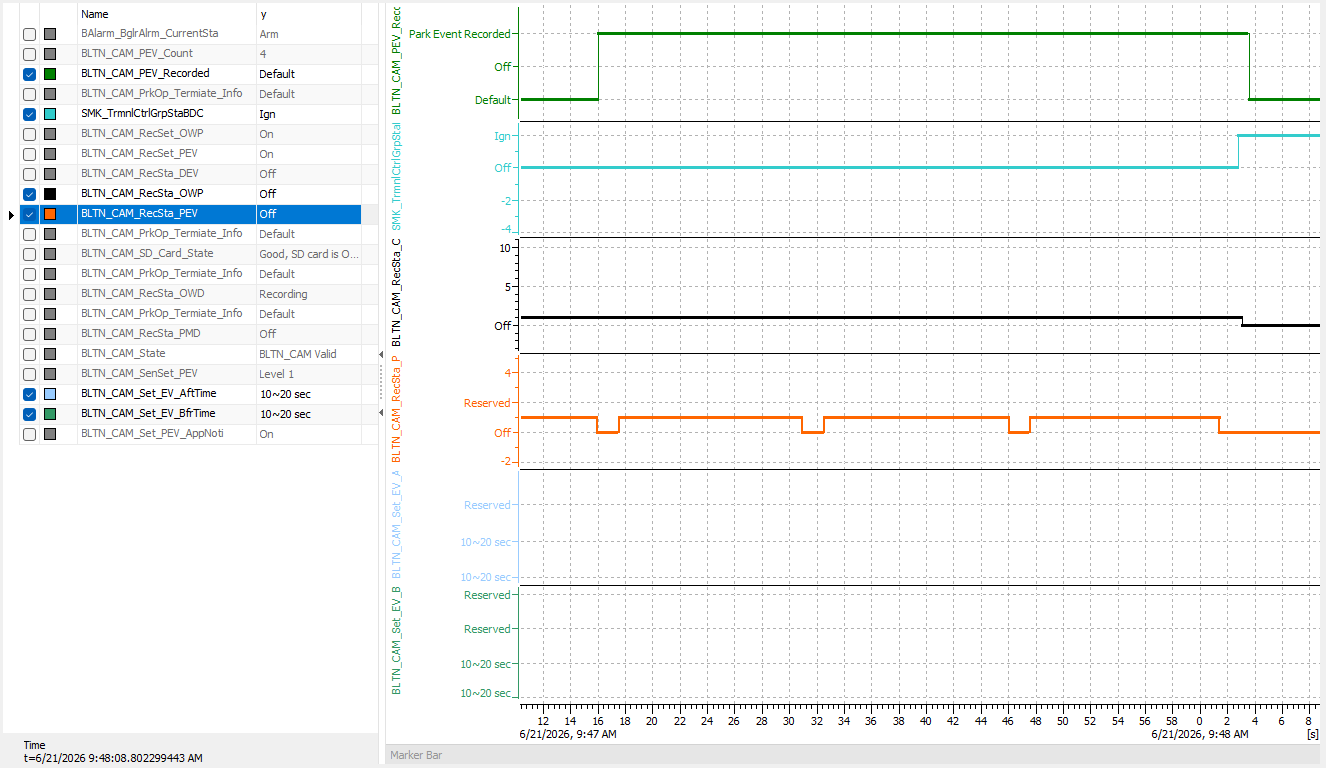 Name y
BAlarm_BglrAlrm_CurrentSta Arm
BLTN_CAM_PEV_Count 4
BLTN_CAM_PEV_Recorded Default
BLTN_CAM_PrkOp_Termiate_Info Default
SMK_TrmnlCtrlGrpStaBDC Ign
BLTN_CAM_RecSet_OWP On
BLTN_CAM_RecSet_PEV On
BLTN_CAM_RecSta_DEV Off
BLTN_CAM_RecSta_OWP Off
BLTN_CAM_RecSta_PEV Off
BLTN_CAM_PrkOp_Termiate_Info Default
BLTN_CAM_SD_Card_State Good, SD card is O...
BLTN_CAM_PrkOp_Termiate_Info Default
BLTN_CAM_RecSta_OWD Recording
BLTN_CAM_PrkOp_Termiate_Info Default
BLTN_CAM_RecSta_PMD Off
BLTN_CAM_State BLTN_CAM Valid
BLTN_CAM_SenSet_PEV Level 1
BLTN_CAM_Set_EV_AftTime 10~20 sec
BLTN_CAM_Set_EV_BfrTime 10~20 sec
BLTN_CAM_Set_PEV_AppNoti On
Time
t=6/21/2026 9:48:08.802299443 AM
BLTN_CAM_PEV_Reco
Park Event Recorded
Off
Default
SMK_TrmnlCtrlGrpStal
Ign
Off
-2
-4
BLTN_CAM_RecSta_C
10
5
Off
BLTN_CAM_RecSta_P
4
Reserved
Off
-2
BLTN_CAM_Set_EV_A
Reserved
10~20 sec
10~20 sec
BLTN_CAM_Set_EV_B
Reserved
Reserved
10~20 sec
10~20 sec
12 14 16 18 20 22 24 26 28 30 32 34 36 38 40 42 44 46 48 50 52 54 56 58 0 2 4 6 8
6/21/2026, 9:47 AM 6/21/2026, 9:48 AM [s]
Marker Bar